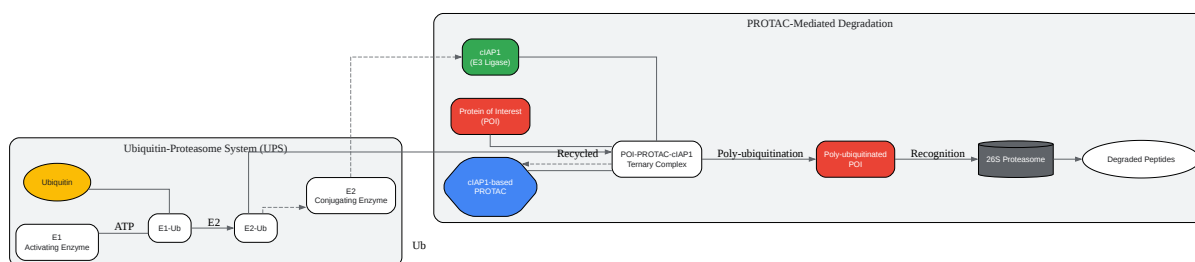 PROTAC-Mediated Degradation
cIAP1
(E3 Ligase)
Protein of Interest
(POI)
Ubiquitin-Proteasome System (UPS)
Recycled
POI-PROTAC-cIAP1
Ternary Complex
Poly-ubiquitination
Poly-ubiquitinated
POI
Recognition
26S Proteasome
Degraded Peptides
Ubiquitin
cIAP1-based
PROTAC
E2
Conjugating Enzyme
E1
Activating Enzyme
ATP
E1-Ub
E2
E2-Ub
Ub